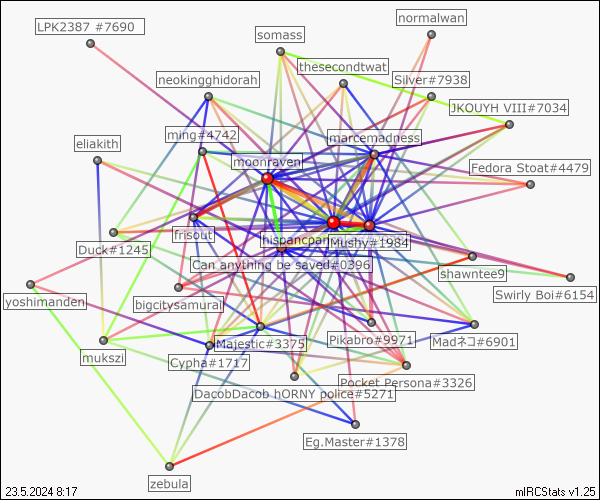 LPK2387 #7690
normalwan
somass
thesecondtwat
neokingghidorah
Silver#7938
JKOUYH VIII#7034
ming#4742
marcemadness
eliakith
moonraven
Fedora Stoat#4479
frisout
hispancpan
Mushy#1984
Duck#1245
Can anything be saved#0396
shawntee9
Swirly Boi#6154
yoshimanden
bigcitysamurai
Majestic#3375
Pikabro#9971
Madネコ#6901
mukszi
Cypha#1717
Pocket Persona#3326
DacobDacob hORNY police#5271
Eg.Master#1378
zebula
23.5.2024 8:17
mIRCStats v1.25